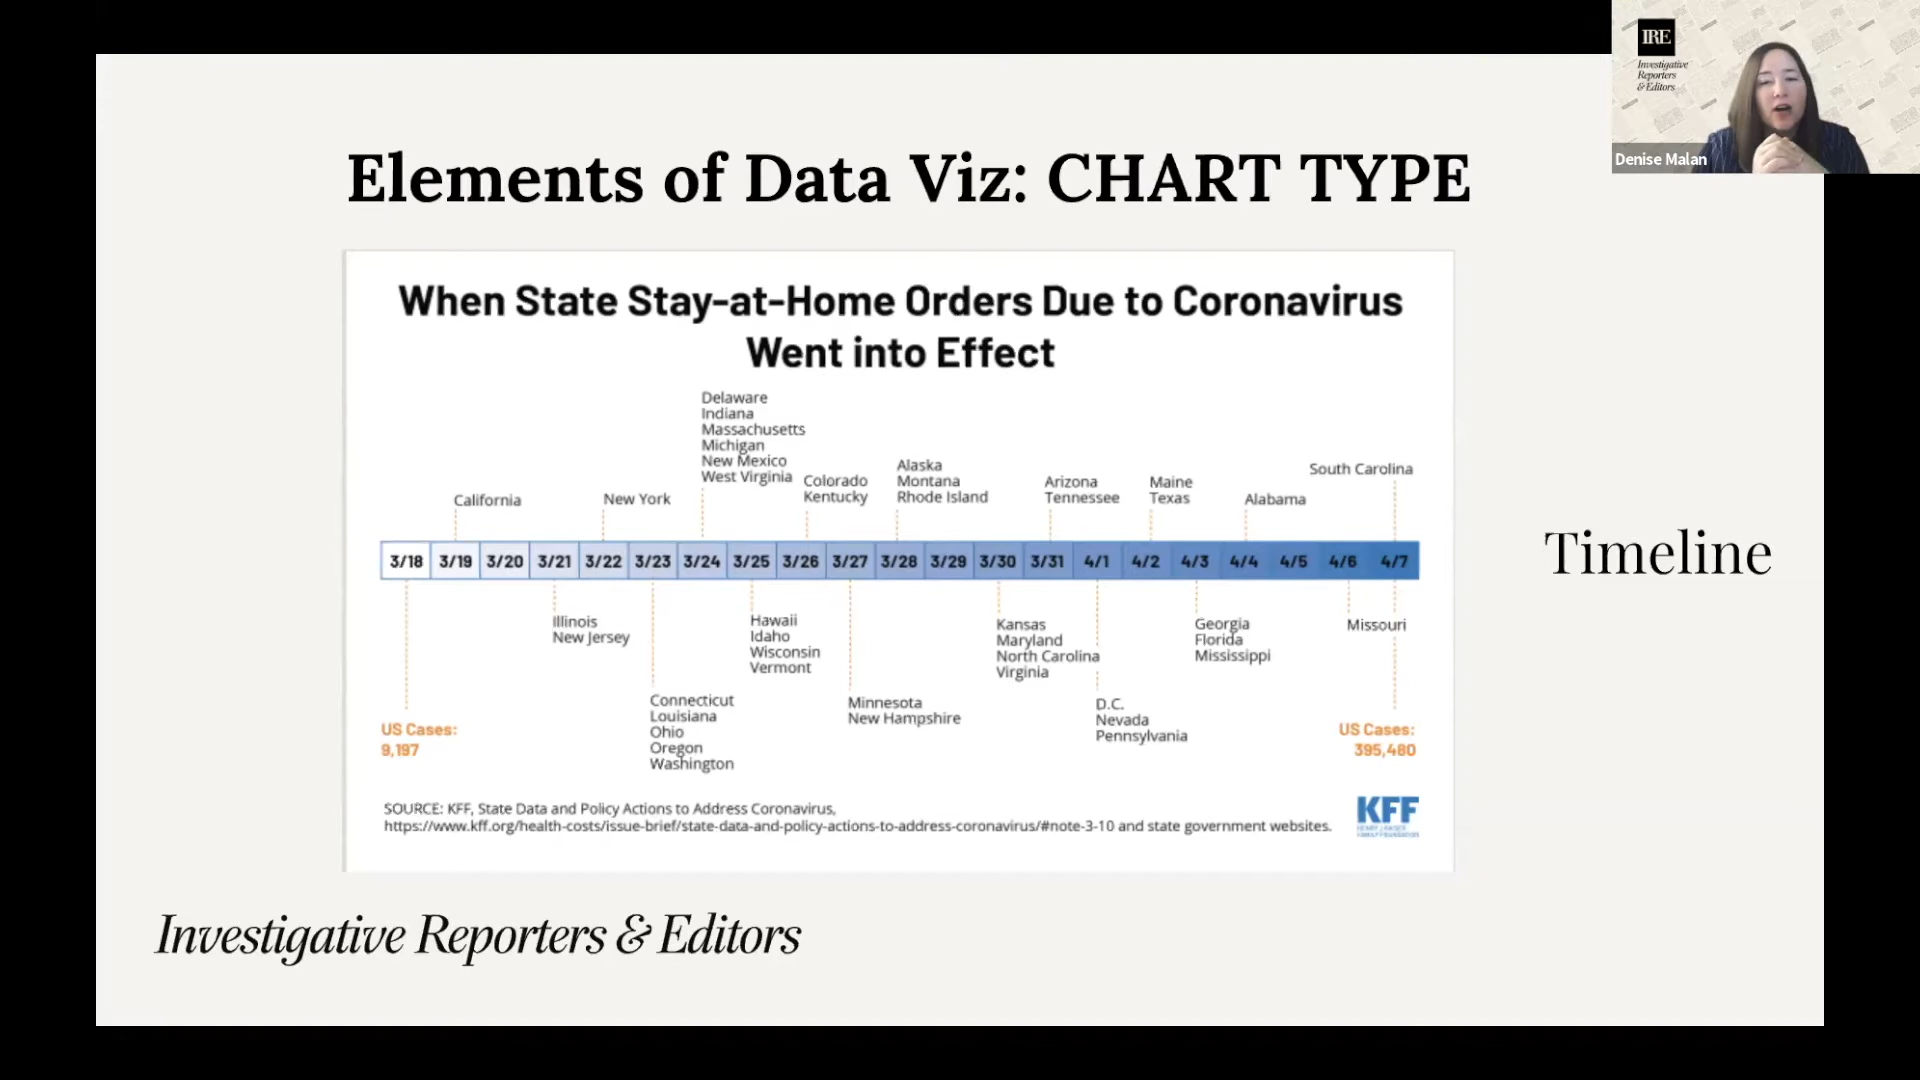 IRE
Investigative
Reporters
& Editors
Denise Malan
Elements of Data Viz: CHART TYPE
When State Stay-at-Home Orders Due to Coronavirus
Went into Effect
Delaware
Indiana
Massachusetts
Michigan
New Mexico
West Virginia
Colorado
Kentucky
Alaska
Montana
Rhode Island
Arizona
Tennessee
Maine
Texas
South Carolina
California
New York
Alabama
3/18 3/19 3/20 3/21 3/22 3/23 3/24 3/25 3/26 3/27 3/28 3/29 3/30 3/31 4/1 4/2 4/3 4/4 4/5 4/6 4/7
Timeline
Illinois
New Jersey
Hawaii
Idaho
Wisconsin
Vermont
Kansas
Maryland
North Carolina
Virginia
Georgia
Florida
Mississippi
Missouri
Connecticut
Louisiana
Ohio
Oregon
Washington
Minnesota
New Hampshire
D.C.
Nevada
Pennsylvania
US Cases:
9,197
US Cases:
395,480
SOURCE: KFF, State Data and Policy Actions to Address Coronavirus,
https://www.kff.org/health-costs/issue-brief/state-data-and-policy-actions-to-address-coronavirus/#note-3-10 and state government websites.
KFF
HENRY J KAISER
FAMILY FOUNDATION
Investigative Reporters & Editors